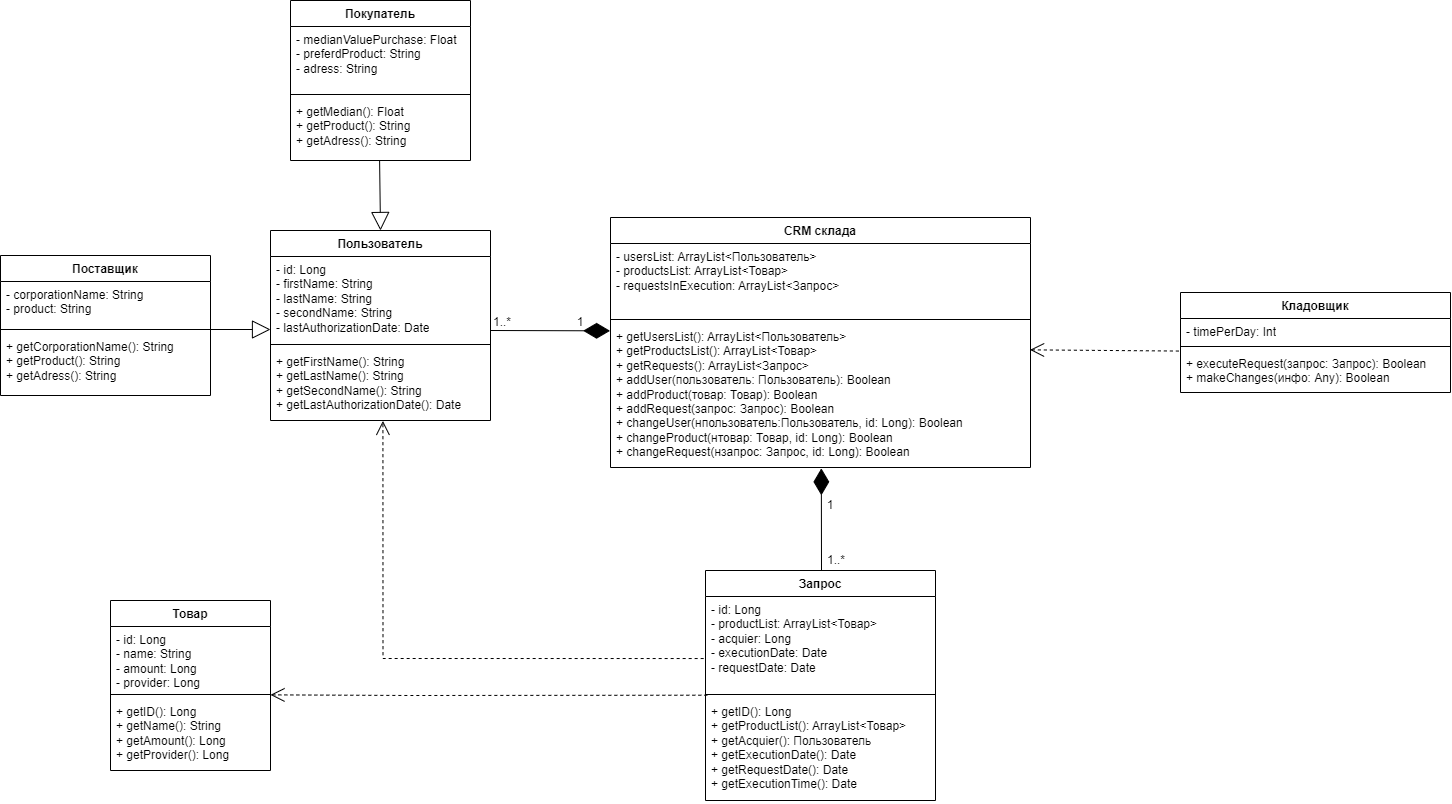 Покупатель
- medianValuePurchase: Float
- preferdProduct: String
- adress: String
+ getMedian(): Float
+ getProduct(): String
+ getAdress(): String
Поставщик
- corporationName: String
- product: String
+ getCorporationName(): String
+ getProduct(): String
+ getAdress(): String
Пользователь
- id: Long
- firstName: String
- lastName: String
- secondName: String
- lastAuthorizationDate: Date
+ getFirstName(): String
+ getLastName(): String
+ getSecondName(): String
+ getLastAuthorizationDate(): Date
1..*
1
CRM склада
- usersList: ArrayList<Пользователь>
- productsList: ArrayList<Товар>
- requestsInExecution: ArrayList<Запрос>
+ getUsersList(): ArrayList<Пользователь>
+ getProductsList(): ArrayList<Товар>
+ getRequests(): ArrayList<Запрос>
+ addUser(пользователь: Пользователь): Boolean
+ addProduct(товар: Товар): Boolean
+ addRequest(запрос: Запрос): Boolean
+ changeUser(нпользователь:Пользователь, id: Long): Boolean
+ changeProduct(нтовар: Товар, id: Long): Boolean
+ changeRequest(нзапрос: Запрос, id: Long): Boolean
Кладовщик
- timePerDay: Int
+ executeRequest(запрос: Запрос): Boolean
+ makeChanges(инфо: Any): Boolean
1
1..*
Товар
- id: Long
- name: String
- amount: Long
- provider: Long
+ getID(): Long
+ getName(): String
+ getAmount(): Long
+ getProvider(): Long
Запрос
- id: Long
- productList: ArrayList<Товар>
- acquier: Long
- executionDate: Date
- requestDate: Date
+ getID(): Long
+ getProductList(): ArrayList<Товар>
+ getAcquier(): Пользователь
+ getExecutionDate(): Date
+ getRequestDate(): Date
+ getExecutionTime(): Date